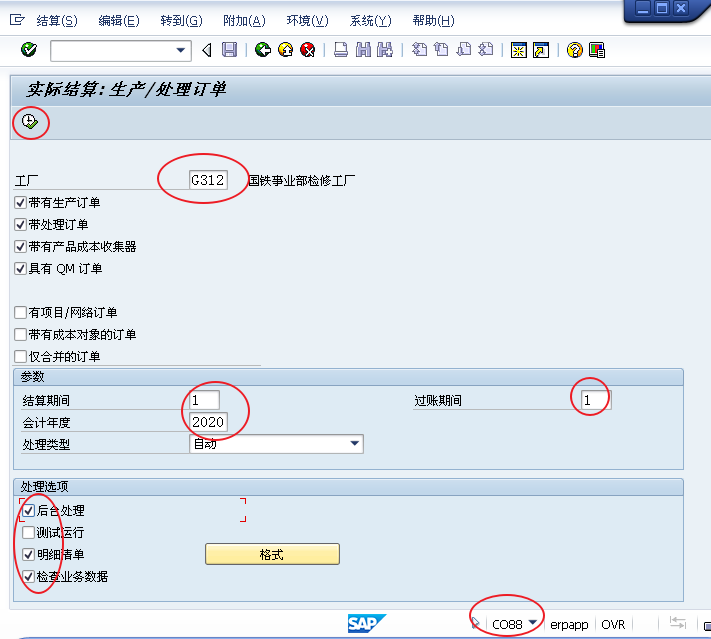 结算(S) 编辑(E) 转到(G) 附加(A) 环境(V) 系统(Y) 帮助(H)
实际结算:生产/处理订单
工厂 G312 国铁事业部检修工厂
带有生产订单
带处理订单
带有产品成本收集器
具有 QM 订单
有项目/网络订单
带有成本对象的订单
仅合并的订单
参数
结算期间 1 过账期间 1
会计年度 2020
处理类型 自动
处理选项
后台处理
测试运行
明细清单 格式
检查业务数据
SAP CO88 erpapp OVR